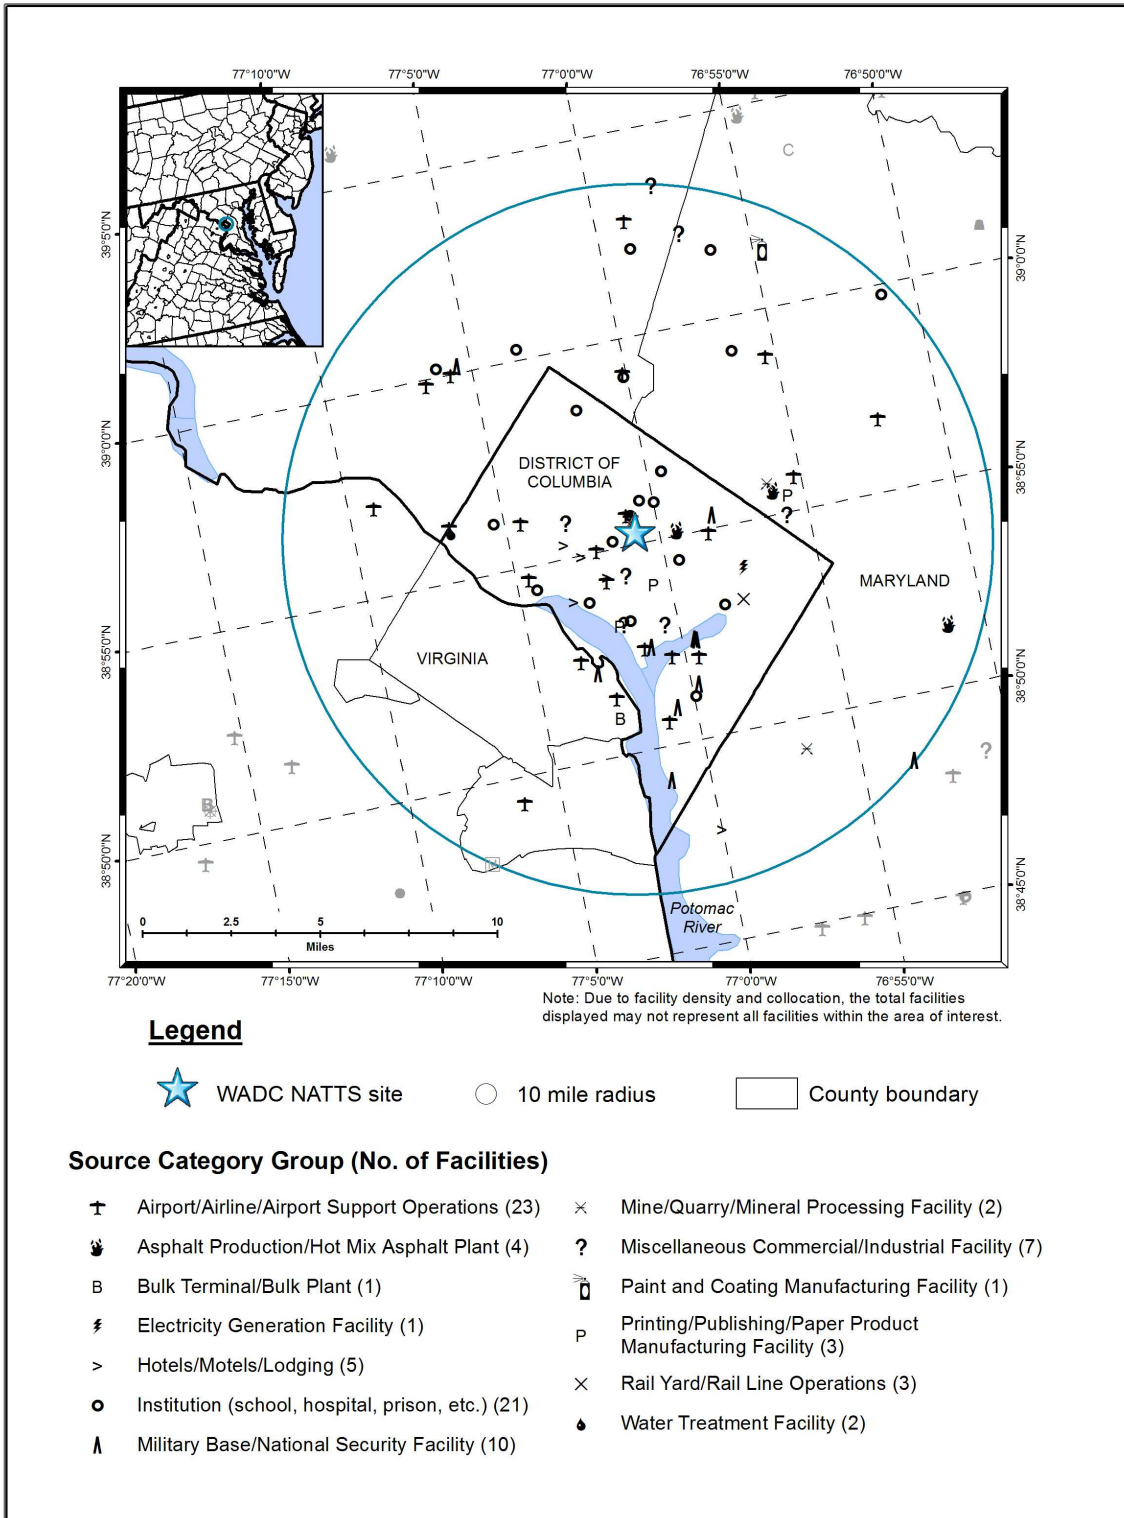 77°10'0"W 77°5'0"W 77°0'0"W 76°55'0"W 76°50'0"W
39°5'0"N
39°0'0"N
38°55'0"N
38°50'0"N
39°0'0"N
38°55'0"N
38°50'0"N
38°45'0"N
C
DISTRICT OF
COLUMBIA
P
P
MARYLAND
P
VIRGINIA
B
B
M
Potomac
River
0 2.5 5 10
Miles
77°20'0"W 77°15'0"W 77°10'0"W 77°5'0"W 77°0'0"W 76°55'0"W
Note: Due to facility density and collocation, the total facilities
displayed may not represent all facilities within the area of interest.
Legend
WADC NATTS site 10 mile radius County boundary
Source Category Group (No. of Facilities)
Airport/Airline/Airport Support Operations (23)
Asphalt Production/Hot Mix Asphalt Plant (4)
B Bulk Terminal/Bulk Plant (1)
Electricity Generation Facility (1)
> Hotels/Motels/Lodging (5)
Institution (school, hospital, prison, etc.) (21)
Military Base/National Security Facility (10)
Mine/Quarry/Mineral Processing Facility (2)
? Miscellaneous Commercial/Industrial Facility (7)
Paint and Coating Manufacturing Facility (1)
P Printing/Publishing/Paper Product
Manufacturing Facility (3)
Rail Yard/Rail Line Operations (3)
Water Treatment Facility (2)